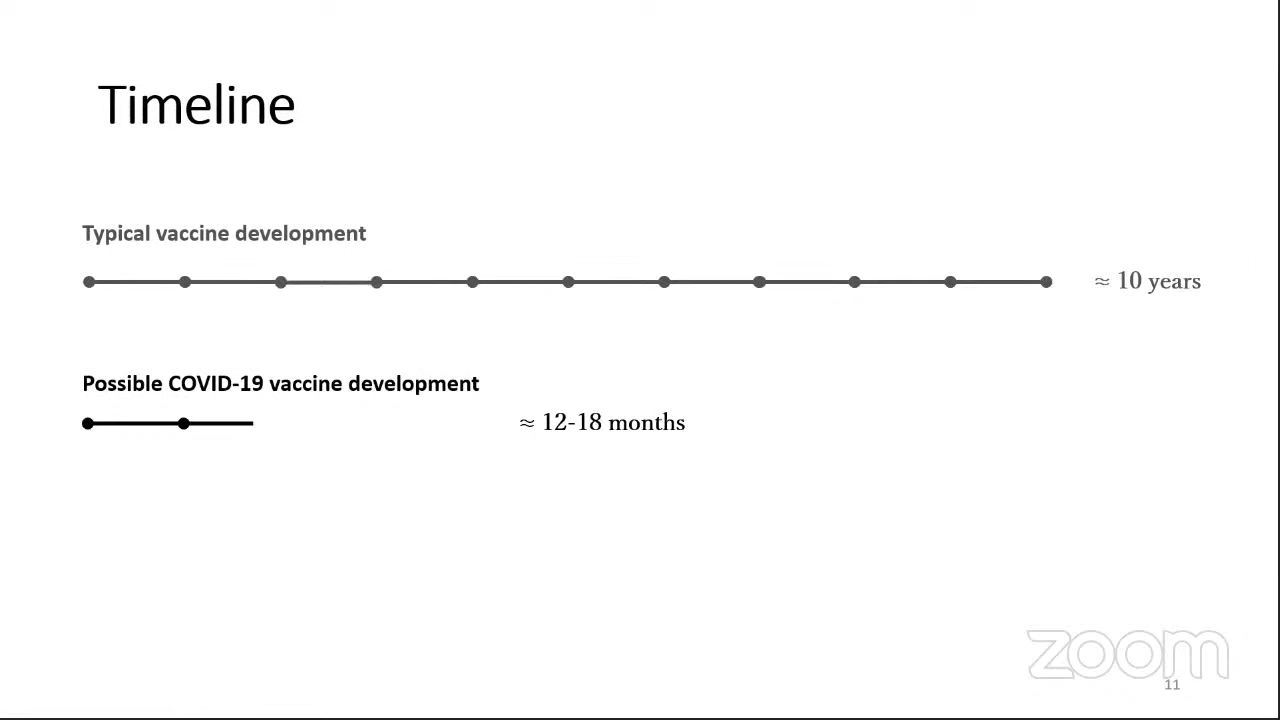 Timeline
Typical vaccine development
≈ 10 years
Possible COVID-19 vaccine development
≈ 12-18 months
zoom
11